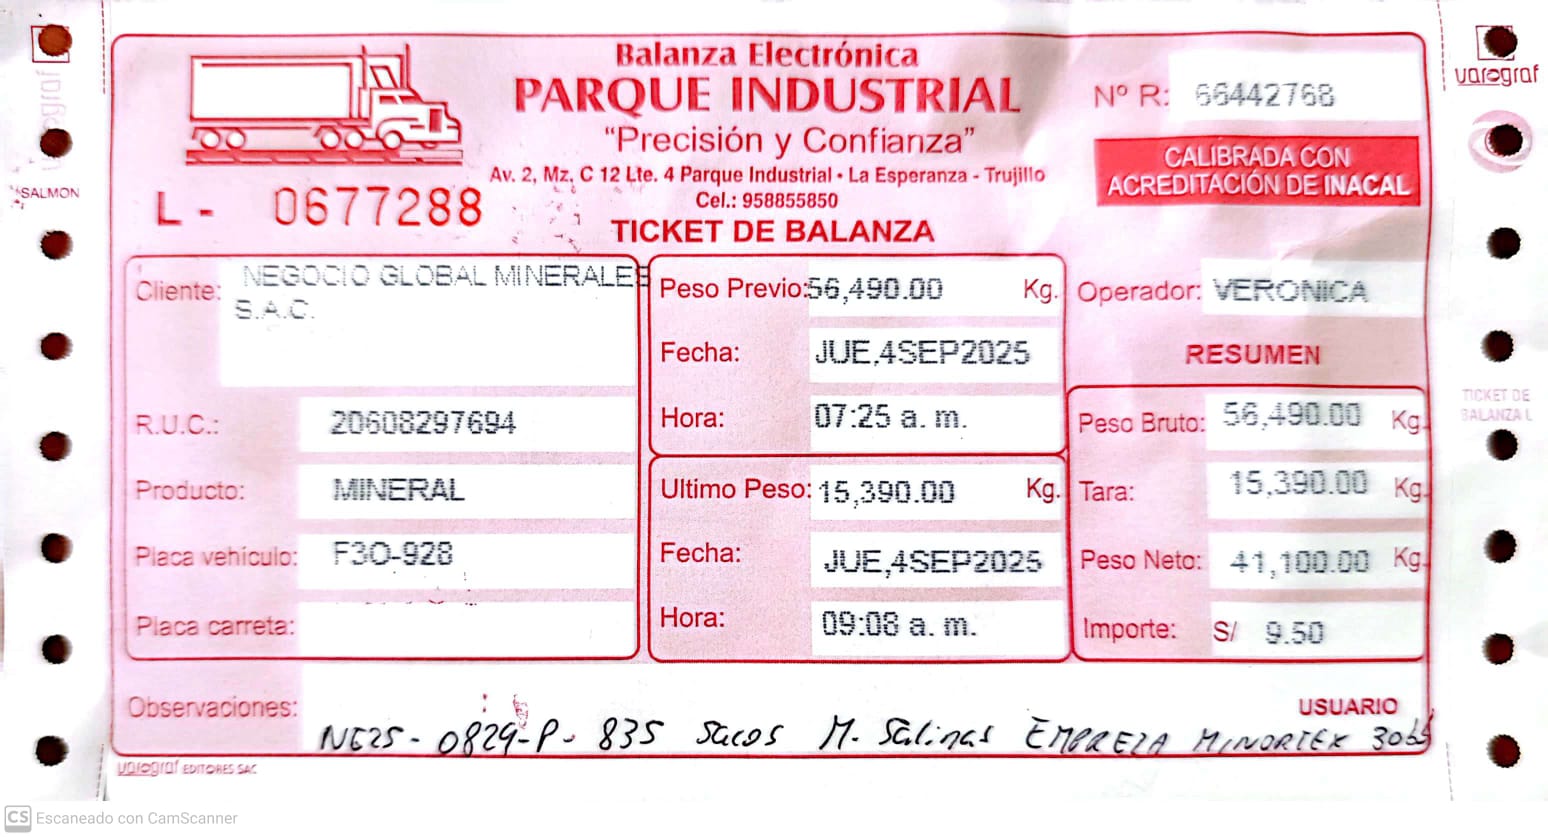 varograf
SALMON
Balanza Electrónica
PARQUE INDUSTRIAL
"Precisión y Confianza"
Av. 2, Mz. C 12 Lte. 4 Parque Industrial • La Esperanza - Trujillo
Cel.: 958855850
TICKET DE BALANZA
L - 0677288
Nº R: 66442768
CALIBRADA CON
ACREDITACIÓN DE INACAL
Cliente: NEGOCIO GLOBAL MINERALES
S.A.C.
R.U.C.: 20608297694
Producto: MINERAL
Placa vehículo: F3O-928
Placa carreta:
Peso Previo: 56,490.00 Kg.
Fecha: JUE,4SEP2025
Hora: 07:25 a. m.
Ultimo Peso: 15,390.00 Kg.
Fecha: JUE,4SEP2025
Hora: 09:08 a. m.
Operador: VERONICA
RESUMEN
Peso Bruto: 56,490.00 Kg.
Tara: 15,390.00 Kg.
Peso Neto: 41,100.00 Kg.
Importe: S/ 9.50
Observaciones:
NE25-0829-P- 835 Sacos M. Salinas EMPREZA MINORTEX
USUARIO
varograf EDITORES SAC
varograf
TICKET DE
BALANZA L
CS Escaneado con CamScanner